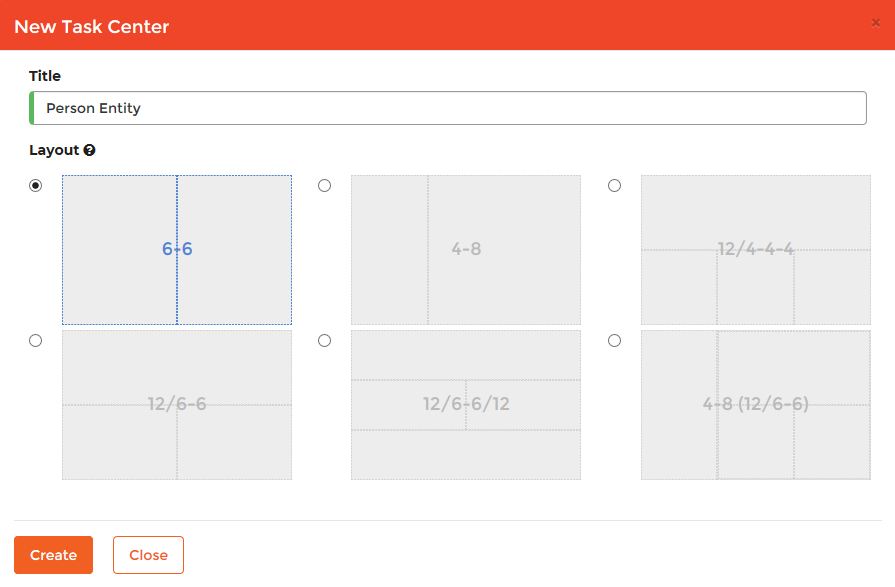 New Task Center
×
Title
Person Entity
Layout ?
6-6
4-8
12/4-4-4
12/6-6
12/6-6/12
4-8 (12/6-6)
Create
Close